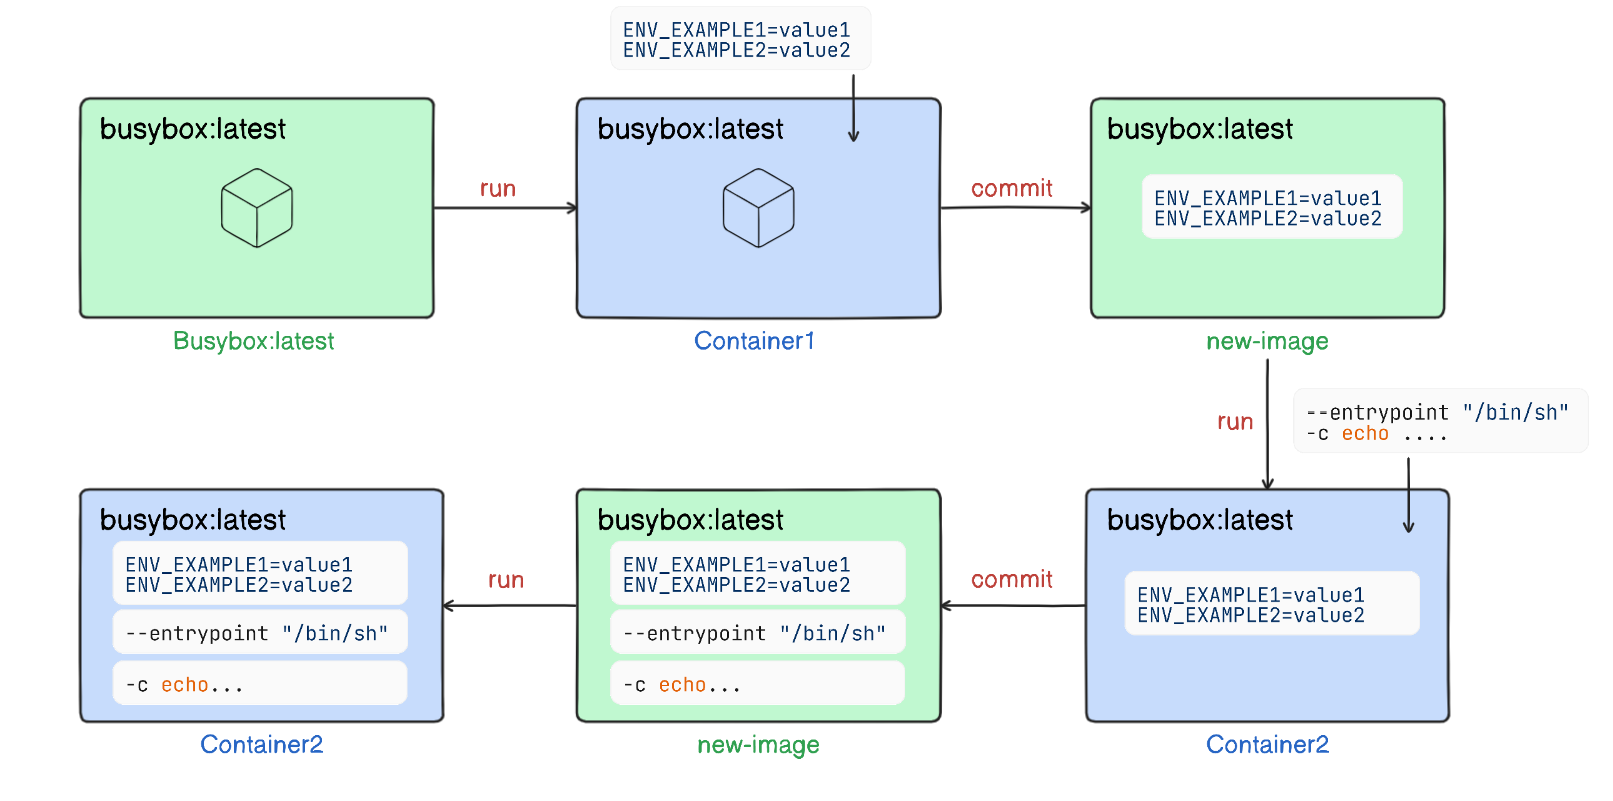 ENV_EXAMPLE1=value1
ENV_EXAMPLE2=value2
busybox:latest
Busybox:latest
run
busybox:latest
Container1
commit
busybox:latest
ENV_EXAMPLE1=value1
ENV_EXAMPLE2=value2
new-image
run
--entrypoint "/bin/sh"
-c echo ....
busybox:latest
ENV_EXAMPLE1=value1
ENV_EXAMPLE2=value2
Container2
commit
busybox:latest
ENV_EXAMPLE1=value1
ENV_EXAMPLE2=value2
--entrypoint "/bin/sh"
-c echo...
new-image
run
busybox:latest
ENV_EXAMPLE1=value1
ENV_EXAMPLE2=value2
--entrypoint "/bin/sh"
-c echo...
Container2